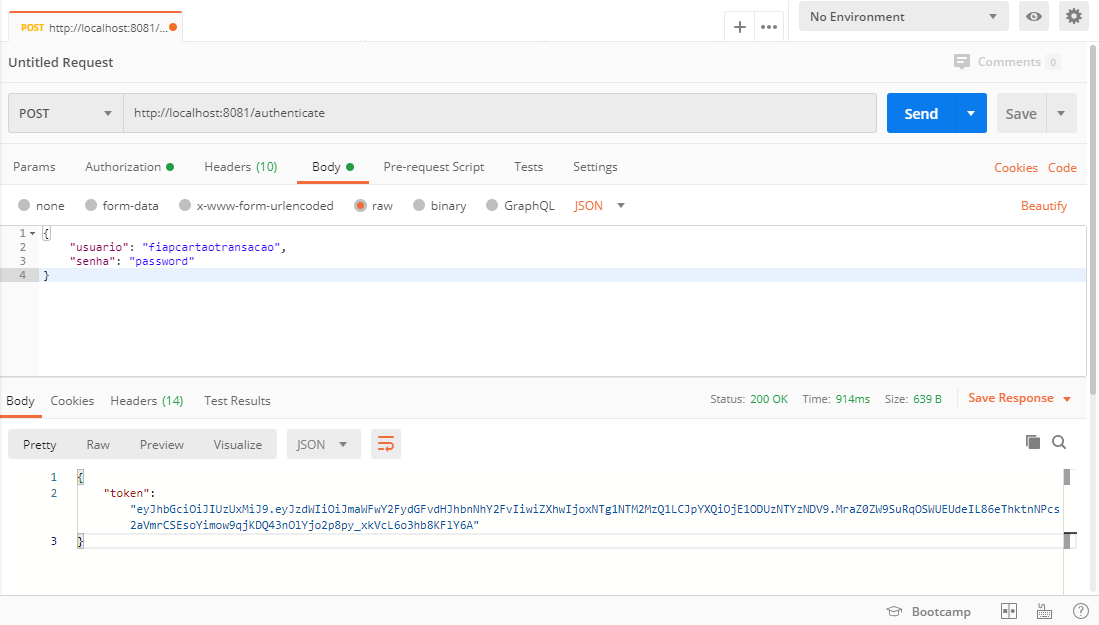 POST http://localhost:8081/...
No Environment
Untitled Request
Comments 0
POST http://localhost:8081/authenticate Send Save
Params Authorization Headers (10) Body Pre-request Script Tests Settings Cookies Code
none form-data x-www-form-urlencoded raw binary GraphQL JSON Beautify
1 {
2 "usuario": "fiapcartaotransacao",
3 "senha": "password"
4 }
Body Cookies Headers (14) Test Results Status: 200 OK Time: 914ms Size: 639 B Save Response
Pretty Raw Preview Visualize JSON
1 {
2 "token":
"eyJhbGciOiJIUzUxMiJ9.eyJzdWIiOiJmaWFwY2FydGFvdHJhbnNhY2FvIiwiZXhwIjoxNTg1NTM2MzQ1LCJpYXQiOjE1ODUzNTYzNDV9.MraZ0ZW9SuRqOSWUEUdeIL86eThktnNPcs
2aVmrCSEsoYimow9qjKDQ43nOlYjo2p8py_xkVcL6o3hb8KFlY6A"
3 }
Bootcamp